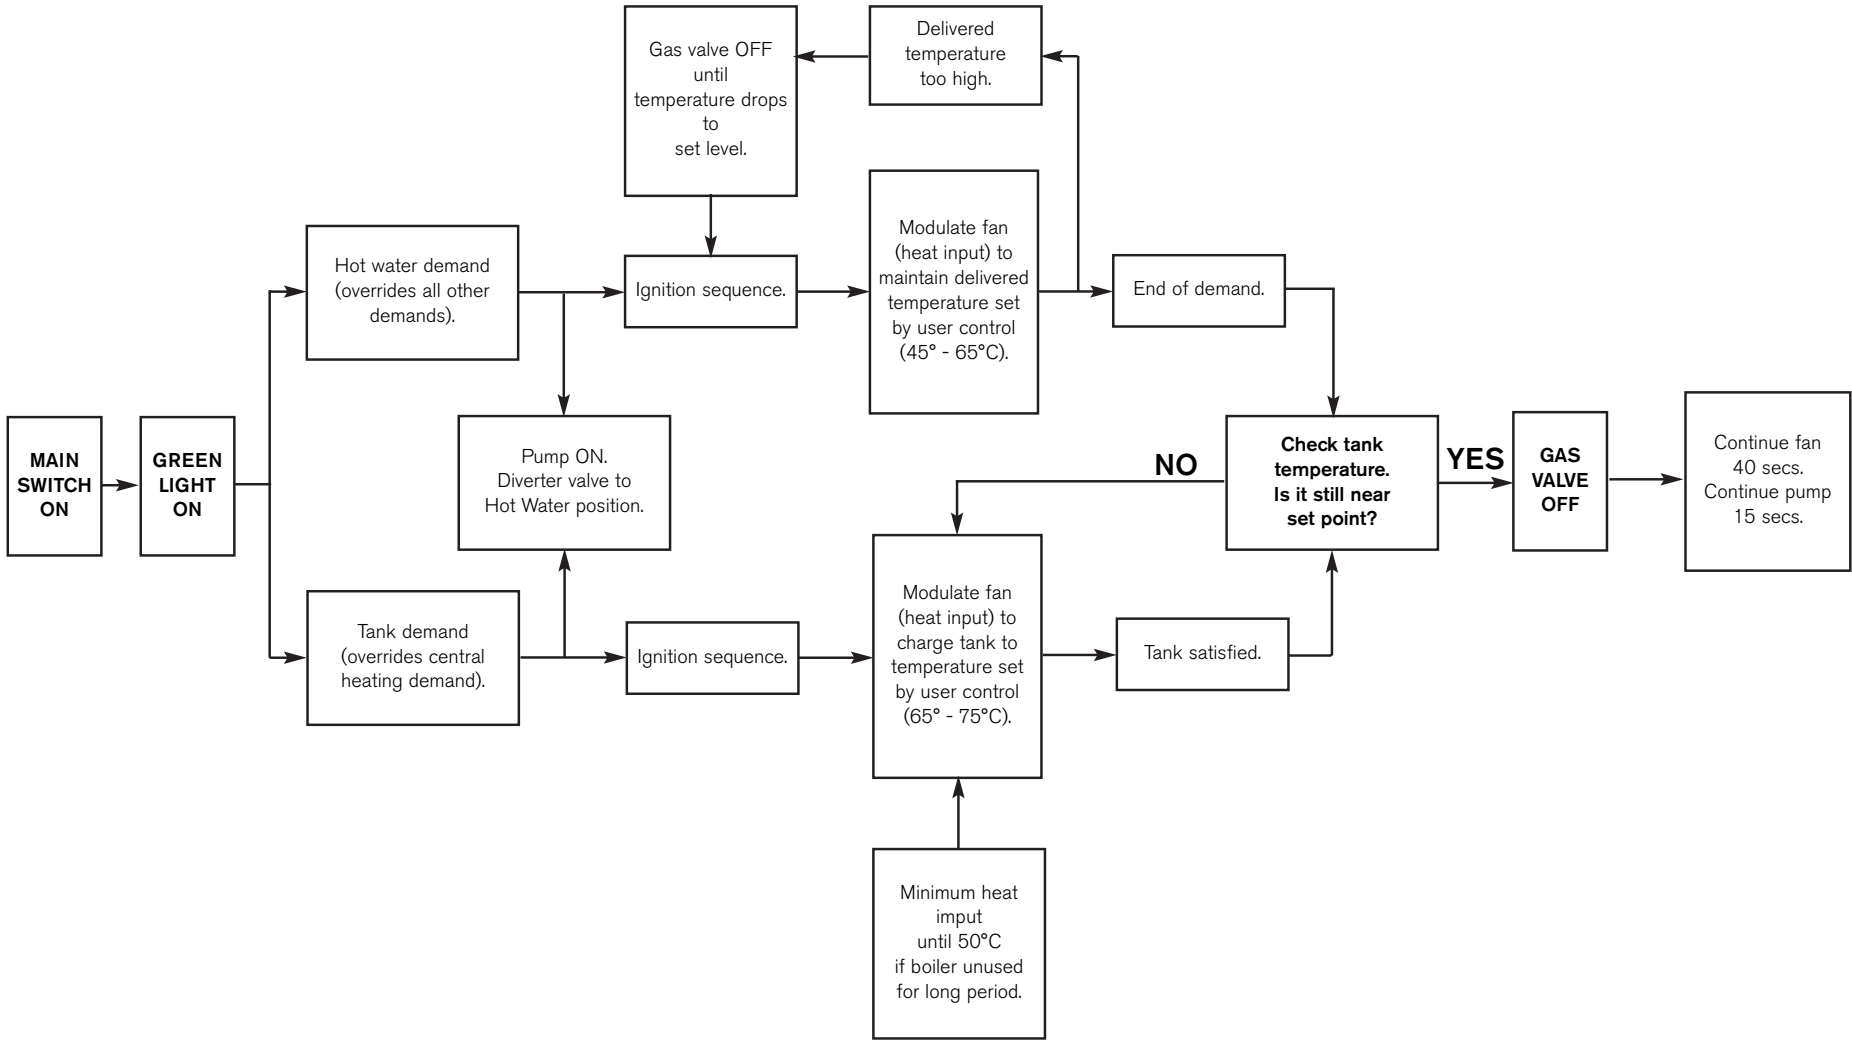 Gas valve OFF
until
temperature drops
to
set level.
Delivered
temperature
too high.
Hot water demand
(overrides all other
demands).
Ignition sequence.
Modulate fan
(heat input) to
maintain delivered
temperature set
by user control
(45° - 65°C).
End of demand.
MAIN
SWITCH
ON
GREEN
LIGHT
ON
Pump ON.
Diverter valve to
Hot Water position.
NO
Check tank
temperature.
Is it still near
set point?
YES
GAS
VALVE
OFF
Continue fan
40 secs.
Continue pump
15 secs.
Tank demand
(overrides central
heating demand).
Ignition sequence.
Modulate fan
(heat input) to
charge tank to
temperature set
by user control
(65° - 75°C).
Tank satisfied.
Minimum heat
imput
until 50°C
if boiler unused
for long period.